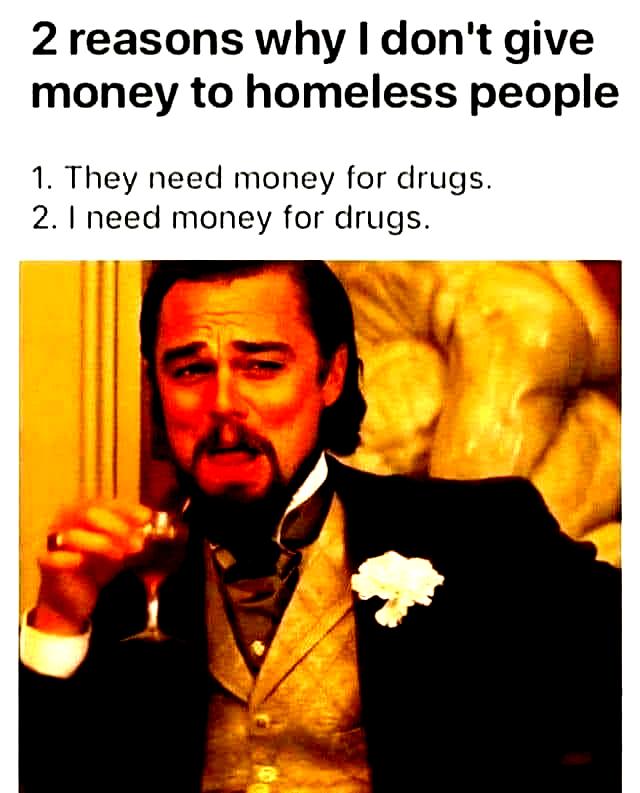 2 reasons why I don't give
money to homeless people
1. They need money for drugs.
2. I need money for drugs.